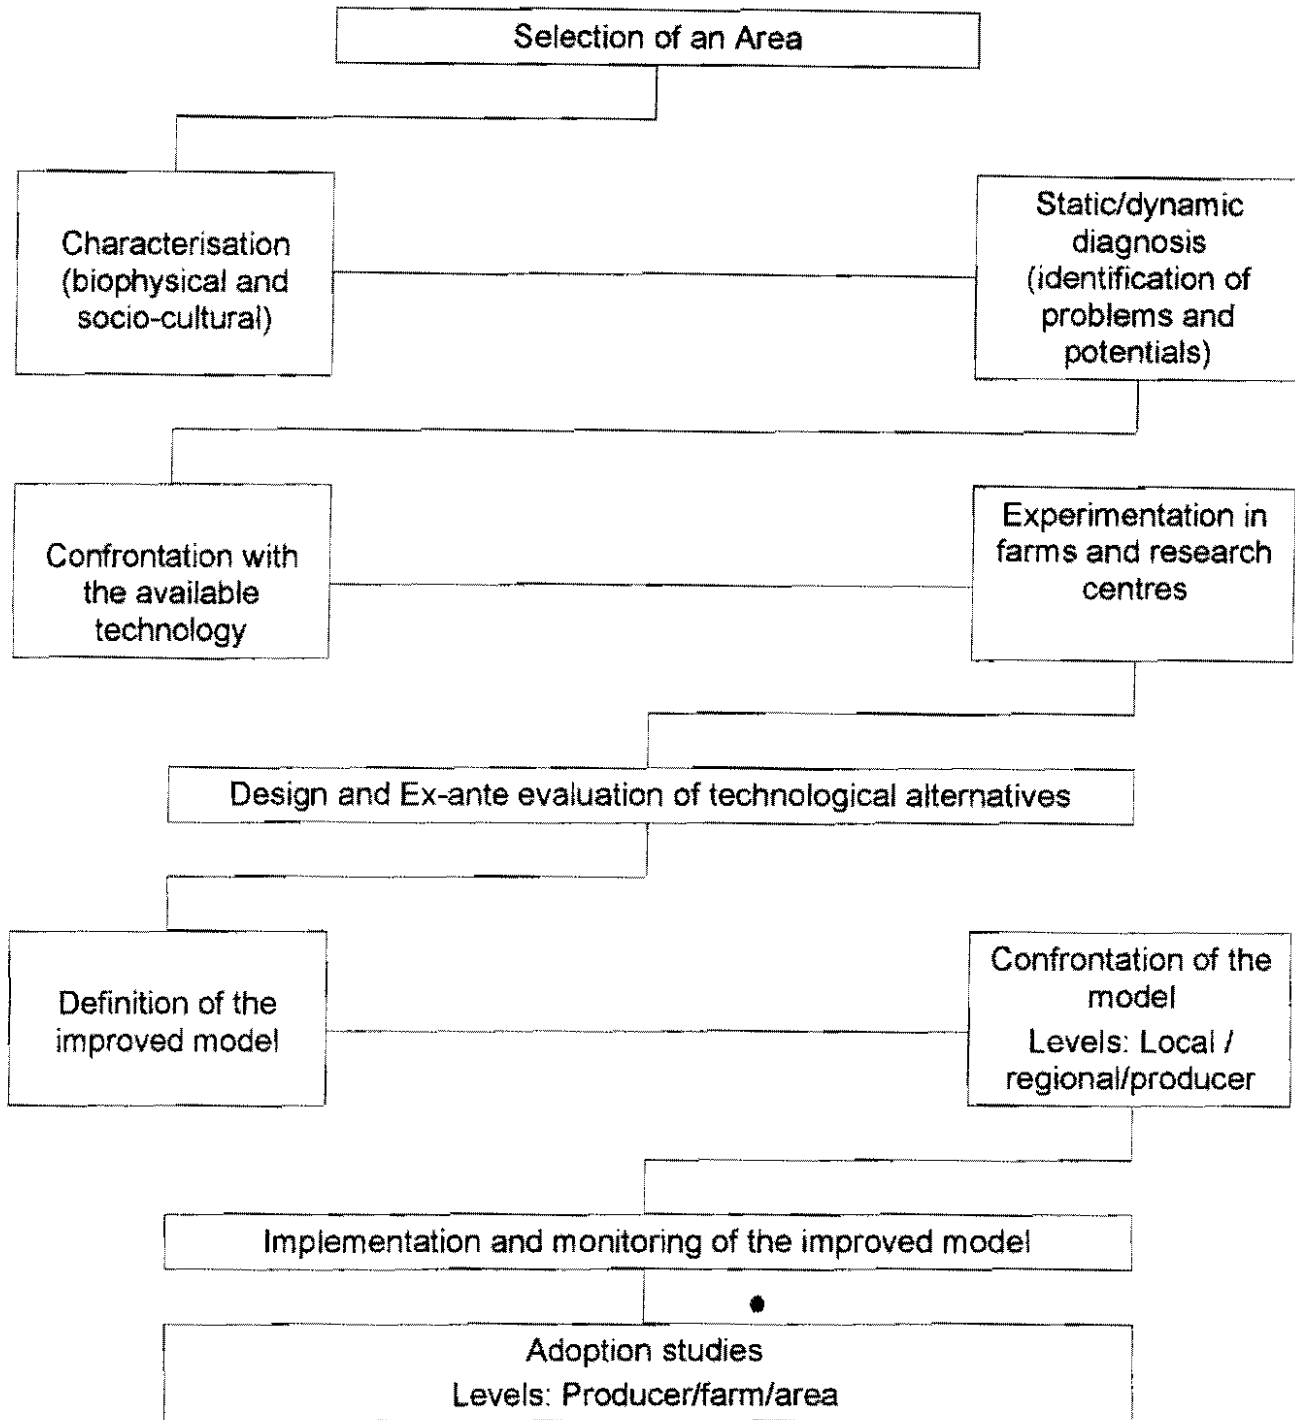 Selection of an Area
Characterisation
(biophysical and
socio-cultural)
Static/dynamic
diagnosis
(identification of
problems and
potentials)
Confrontation with
the available
technology
Experimentation in
farms and research
centres
Design and Ex-ante evaluation of technological alternatives
Definition of the
improved model
Confrontation of the
model
Levels: Local /
regional/producer
Implementation and monitoring of the improved model
Adoption studies
Levels: Producer/farm/area